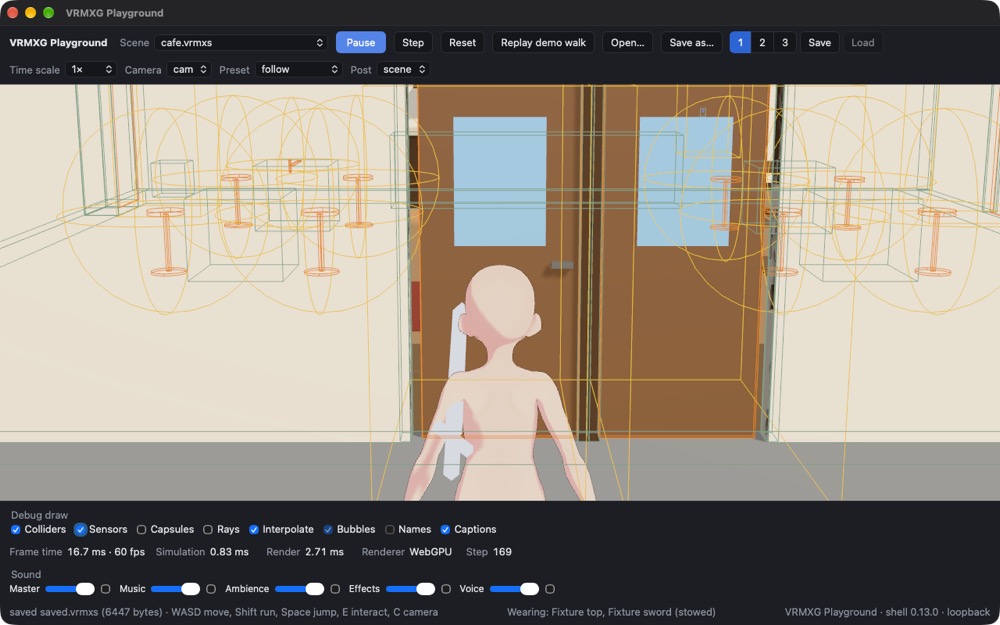 VRMXG Playground
VRMXG Playground Scene cafe.vrmxs Pause Step Reset Replay demo walk Open... Save as... 1 2 3 Save Load
Time scale 1× Camera cam Preset follow Post scene
Debug draw
Colliders Sensors Capsules Rays Interpolate Bubbles Names Captions
Frame time 16.7 ms · 60 fps Simulation 0.83 ms Render 2.71 ms Renderer WebGPU Step 169
Sound
Master Music Ambience Effects Voice
saved saved.vrmxs (6447 bytes) · WASD move, Shift run, Space jump, E interact, C camera Wearing: Fixture top, Fixture sword (stowed) VRMXG Playground · shell 0.13.0 · loopback